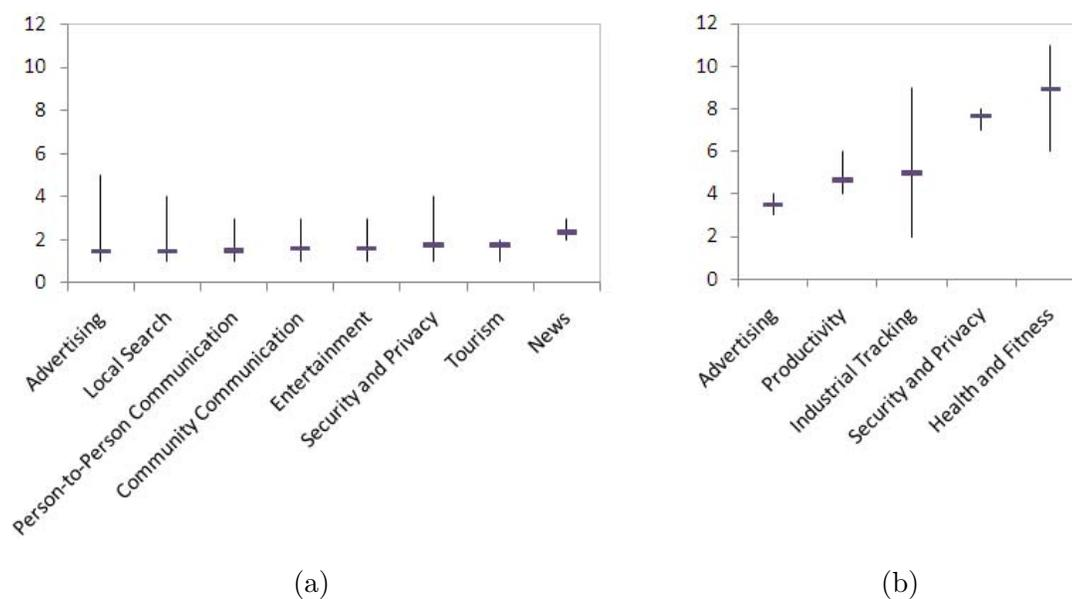 12
10
8
6
4
2
0
Advertising
Local Search
Person-to-Person Communication
Community Communication
Entertainment
Security and Privacy
Tourism
News
(a)
12
10
8
6
4
2
0
Advertising
Productivity
Industrial Tracking
Security and Privacy
Health and Fitness
(b)